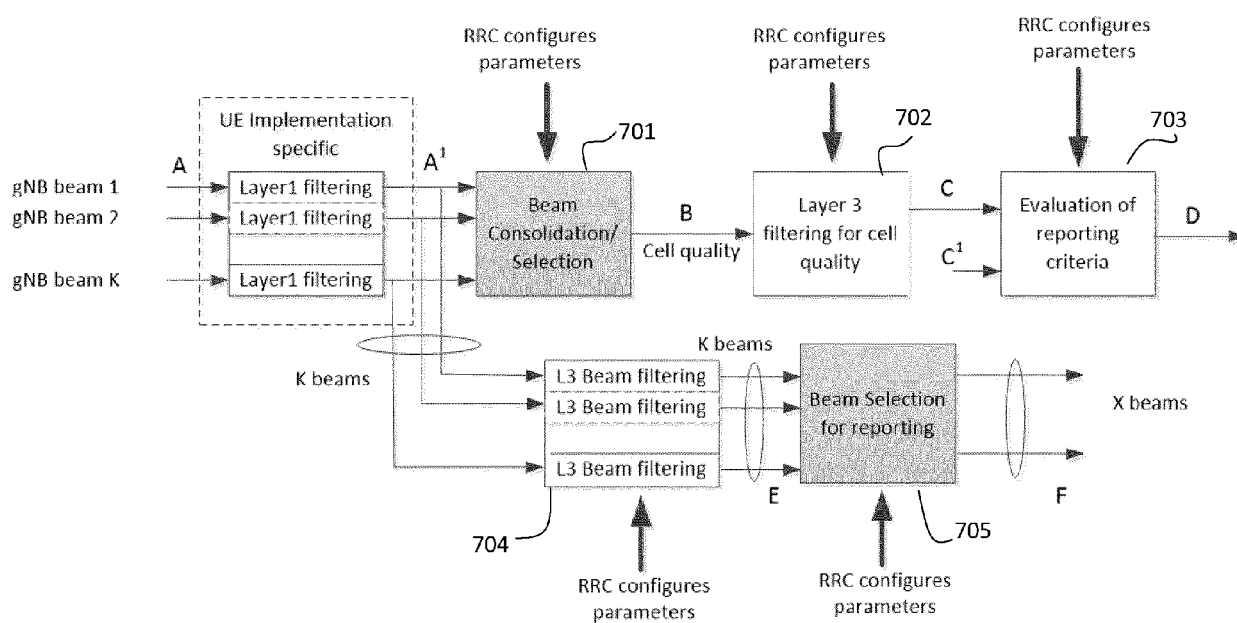 RRC configures
parameters
RRC configures
parameters
RRC configures
parameters
UE Implementation
specific
701
702
703
A
A¹
gNB beam 1
Layer1 filtering
gNB beam 2
Layer1 filtering
gNB beam K
Layer1 filtering
Beam
Consolidation/
Selection
B
Cell quality
Layer 3
filtering for cell
quality
C
C¹
Evaluation of
reporting
criteria
D
K beams
L3 Beam filtering
L3 Beam filtering
L3 Beam filtering
K beams
E
Beam Selection
for reporting
X beams
F
704
705
RRC configures
parameters
RRC configures
parameters